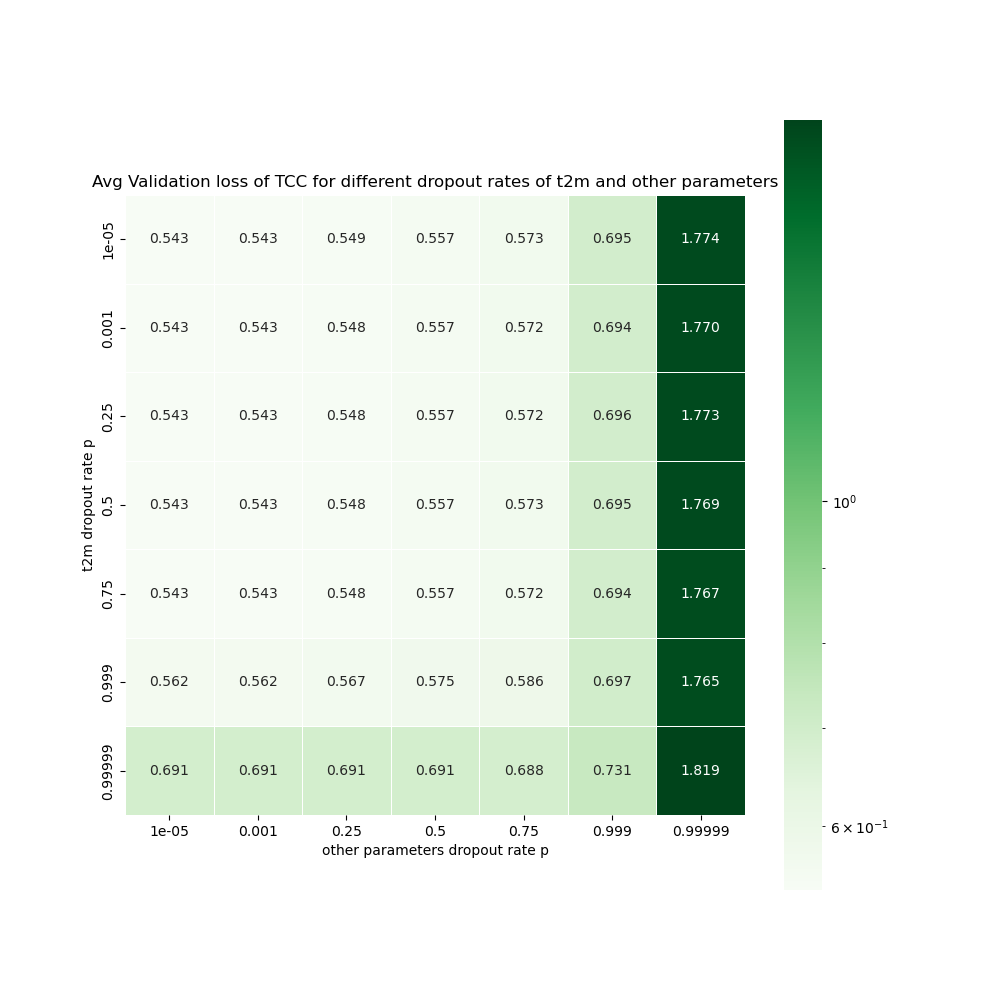 Avg Validation loss of TCC for different dropout rates of t2m and other parameters
t2m dropout rate p
1e-05 0.543 0.543 0.549 0.557 0.573 0.695 1.774
0.001 0.543 0.543 0.548 0.557 0.572 0.694 1.770
0.25 0.543 0.543 0.548 0.557 0.572 0.696 1.773
0.5 0.543 0.543 0.548 0.557 0.573 0.695 1.769
0.75 0.543 0.543 0.548 0.557 0.572 0.694 1.767
0.999 0.562 0.562 0.567 0.575 0.586 0.697 1.765
0.99999 0.691 0.691 0.691 0.691 0.688 0.731 1.819
1e-05 0.001 0.25 0.5 0.75 0.999 0.99999
other parameters dropout rate p
10⁰
6 × 10⁻¹